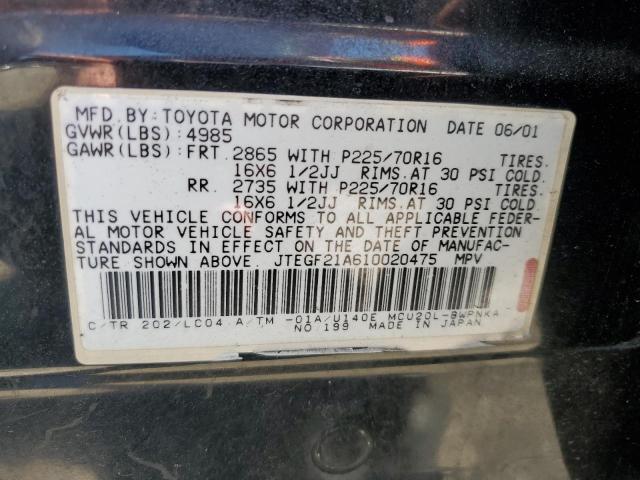 MFD.BY:TOYOTA MOTOR CORPORATION DATE 06/01
GVWR(LBS):4985
GAWR(LBS):FRT. 2865 WITH P225/70R16 TIRES.
16X6 1/2JJ RIMS.AT 30 PSI COLD.
RR. 2735 WITH P225/70R16 TIRES.
16X6 1/2JJ RIMS.AT 30 PSI COLD.
THIS VEHICLE CONFORMS TO ALL APPLICABLE FEDER-
AL MOTOR VEHICLE SAFETY AND THEFT PREVENTION
STANDARDS IN EFFECT ON THE DATE OF MANUFAC-
TURE SHOWN ABOVE. JTEGF21A610020475 MPV
C/TR 202/LC04 A/TM -01A/U140E MCU20L-BWPNKA
NO 199 MADE IN JAPAN